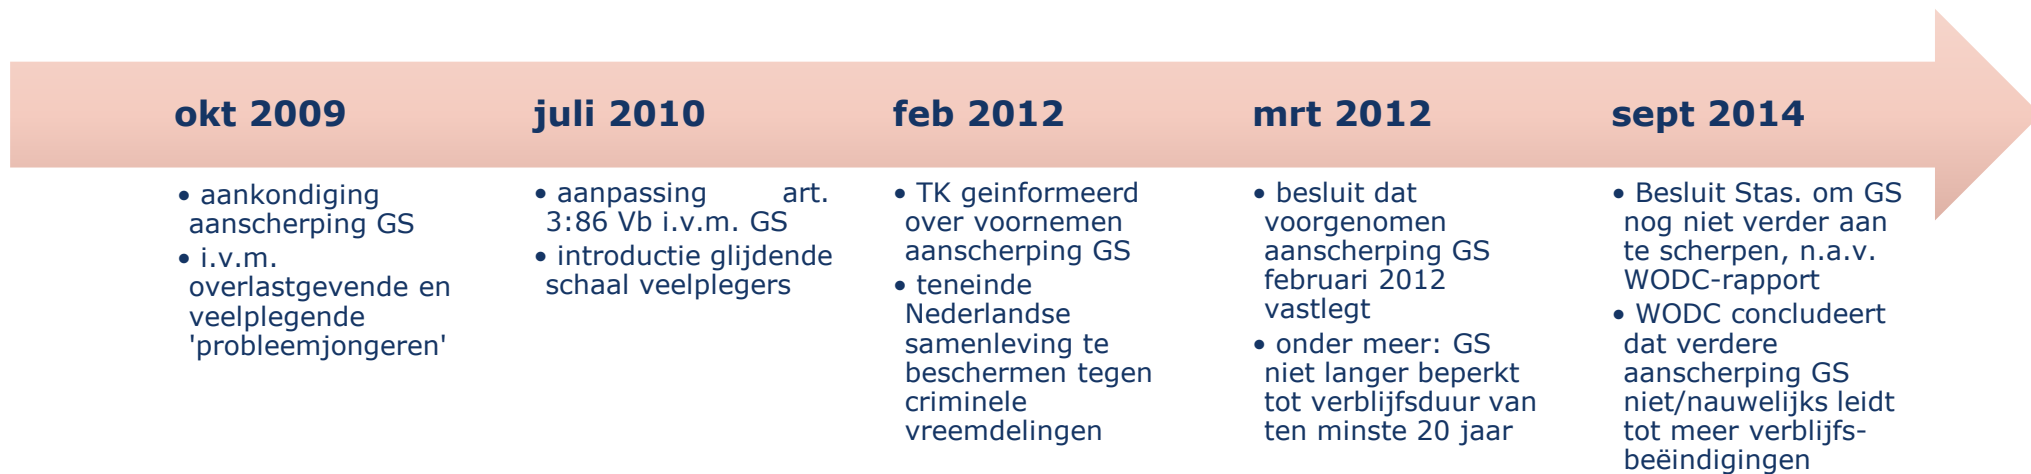 okt 2009
• aankondiging
aanscherping GS
• i.v.m.
overlastgevende en
veelplegende
'probleemjongeren'
juli 2010
• aanpassing art.
3:86 Vb i.v.m. GS
• introductie glijdende
schaal veelplegers
feb 2012
• TK geinformeerd
over voornemen
aanscherping GS
• teneinde
Nederlandse
samenleving te
beschermen tegen
criminele
vreemdelingen
mrt 2012
• besluit dat
voorgenomen
aanscherping GS
februari 2012
vastlegt
• onder meer: GS
niet langer beperkt
tot verblijfsduur van
ten minste 20 jaar
sept 2014
• Besluit Stas. om GS
nog niet verder aan
te scherpen, n.a.v.
WODC-rapport
• WODC concludeert
dat verdere
aanscherping GS
niet/nauwelijks leidt
tot meer verblijfs-
beëindigingen